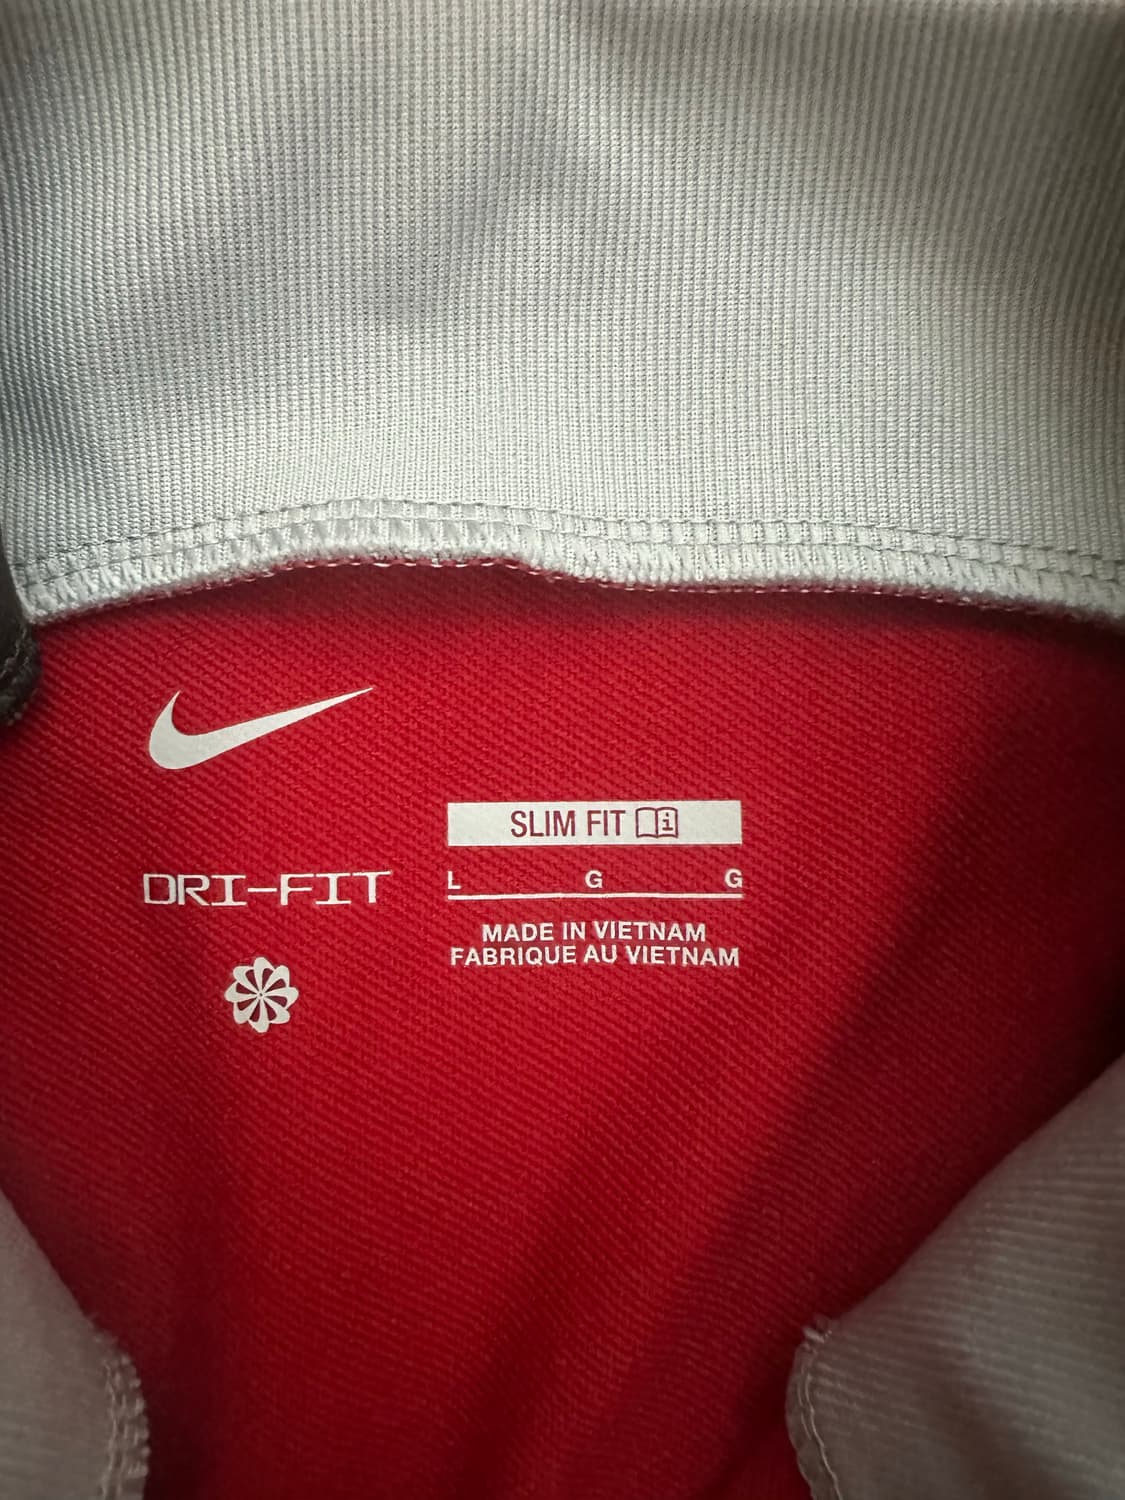 SLIM FIT
DRI-FIT
L G G
MADE IN VIETNAM
FABRIQUE AU VIETNAM